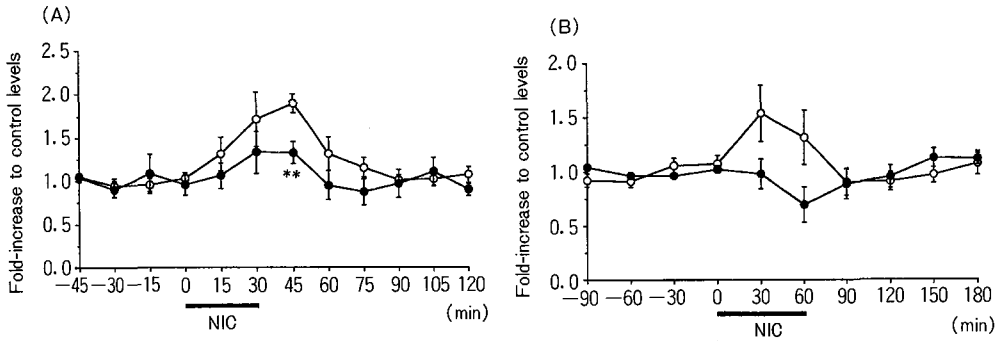 (A)
Fold-increase to control levels
2.5
2.0
1.5
1.0
0.5
0.0
**
−45 −30 −15 0 15 30 45 60 75 90 105 120
(min)
NIC
(B)
Fold-increase to control levels
2.0
1.5
1.0
0.5
0.0
−90 −60 −30 0 30 60 90 120 150 180
(min)
NIC